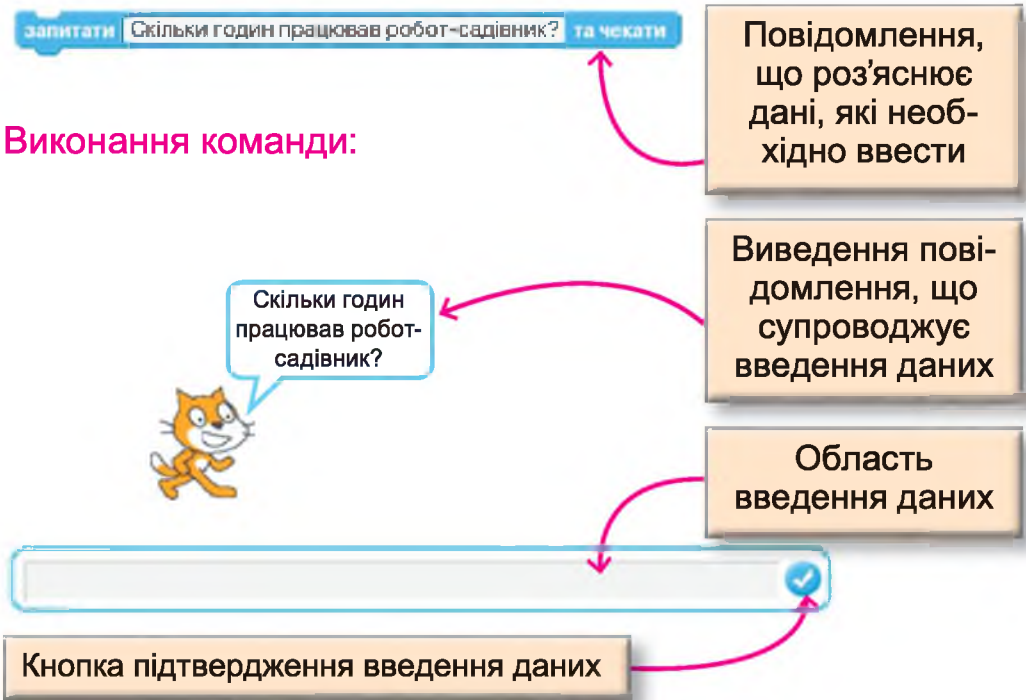 запитати Скільки годин працював робот-садівник? та чекати
Повідомлення,
що роз’яснює
дані, які необ-
хідно ввести
Виконання команди:
Виведення пові-
домлення, що
супроводжує
введення даних
Скільки годин
працював робот-
садівник?
Область
введення даних
Кнопка підтвердження введення даних